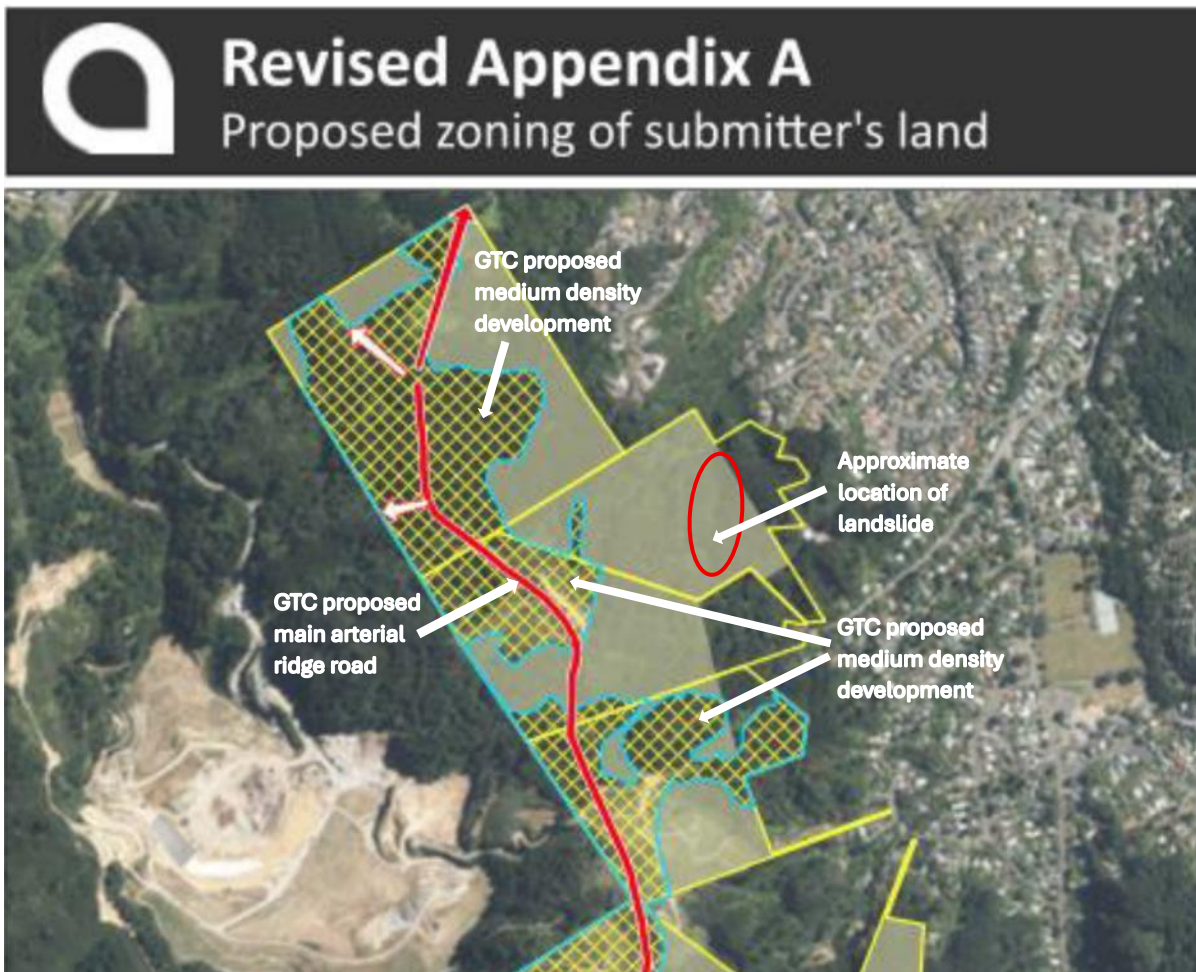 Revised Appendix A
Proposed zoning of submitter's land
GTC proposed
medium density
development
Approximate
location of
landslide
GTC proposed
main arterial
ridge road
GTC proposed
medium density
development